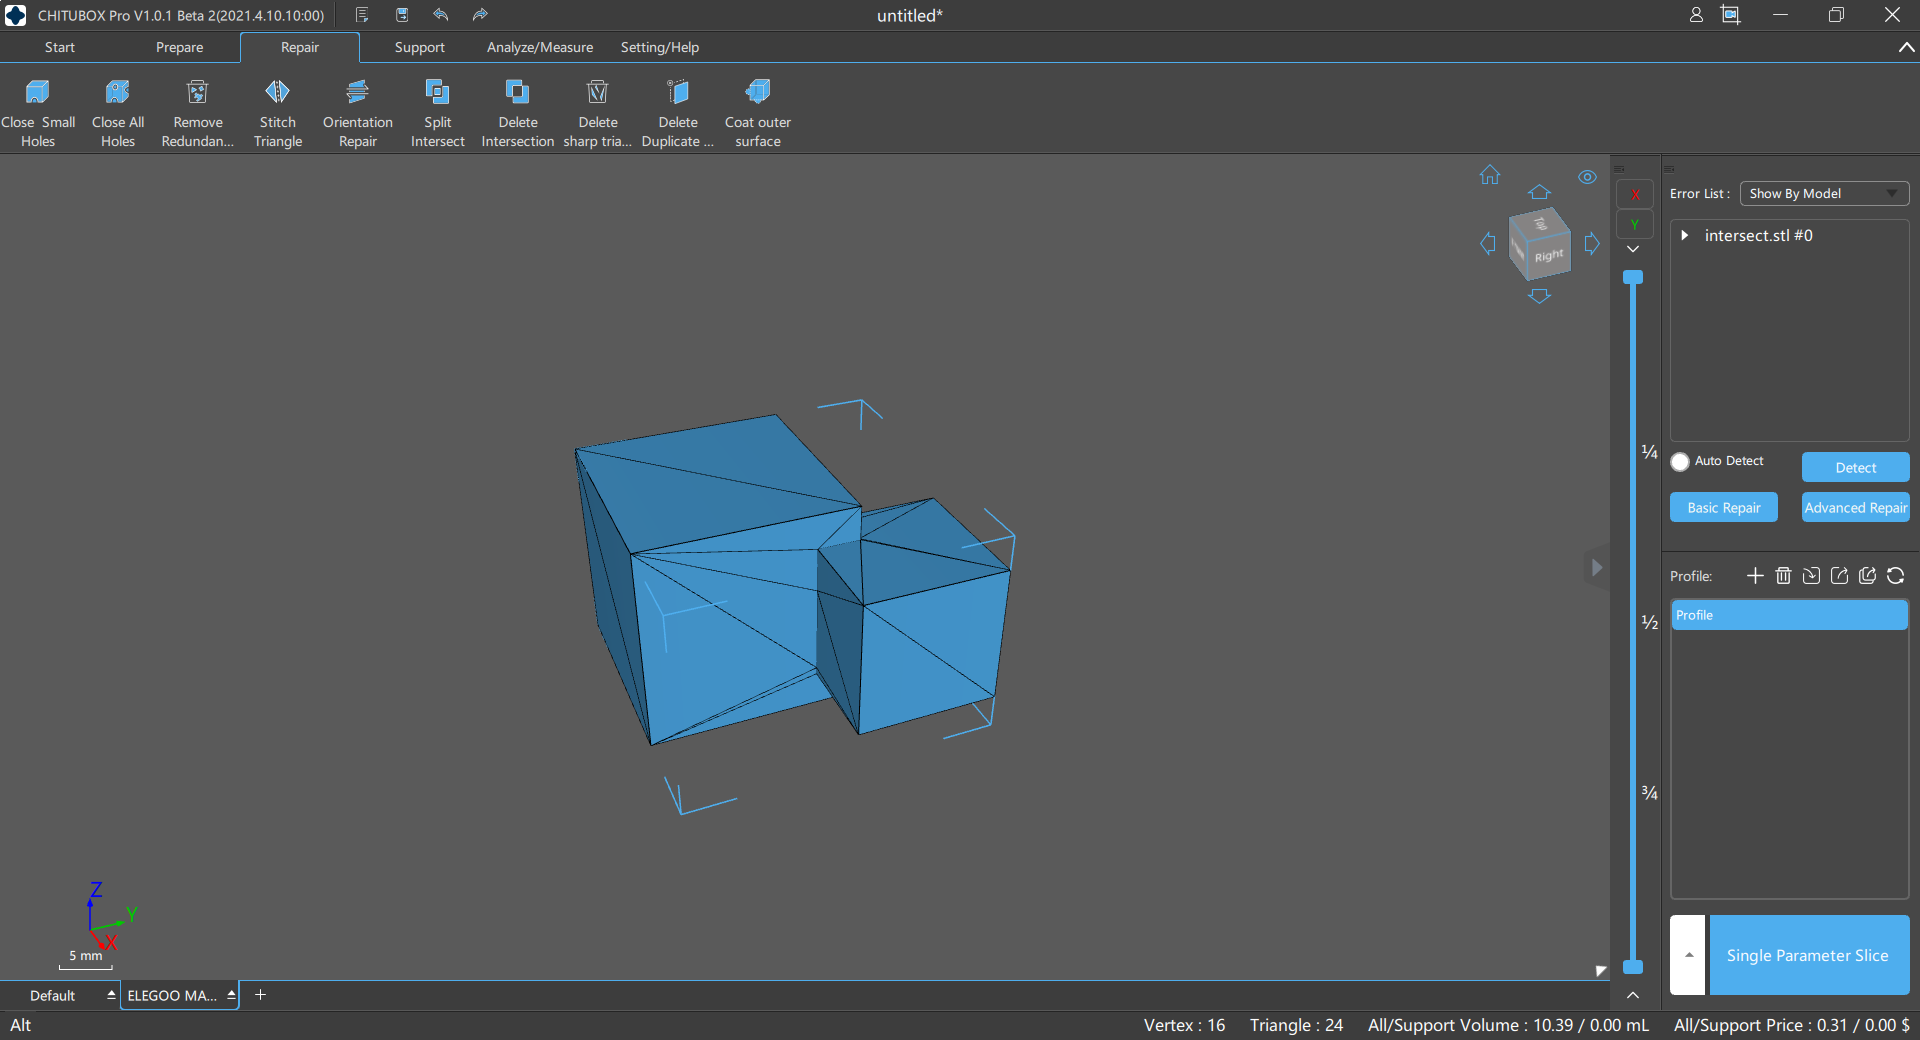 CHITUBOX Pro V1.0.1 Beta 2(2021.4.10.10:00)
untitled*
Start
Prepare
Repair
Support
Analyze/Measure
Setting/Help
Close Small
Holes
Close All
Holes
Remove
Redundan...
Stitch
Triangle
Orientation
Repair
Split
Intersect
Delete
Intersection
Delete
sharp tria...
Delete
Duplicate ...
Coat outer
surface
Top
Right
X
Y
¼
½
¾
Error List :
Show By Model
intersect.stl #0
Auto Detect
Detect
Basic Repair
Advanced Repair
Profile:
Profile
Single Parameter Slice
Z
Y
X
5 mm
Default
ELEGOO MA...
Alt
Vertex : 16
Triangle : 24
All/Support Volume : 10.39 / 0.00 mL
All/Support Price : 0.31 / 0.00 $